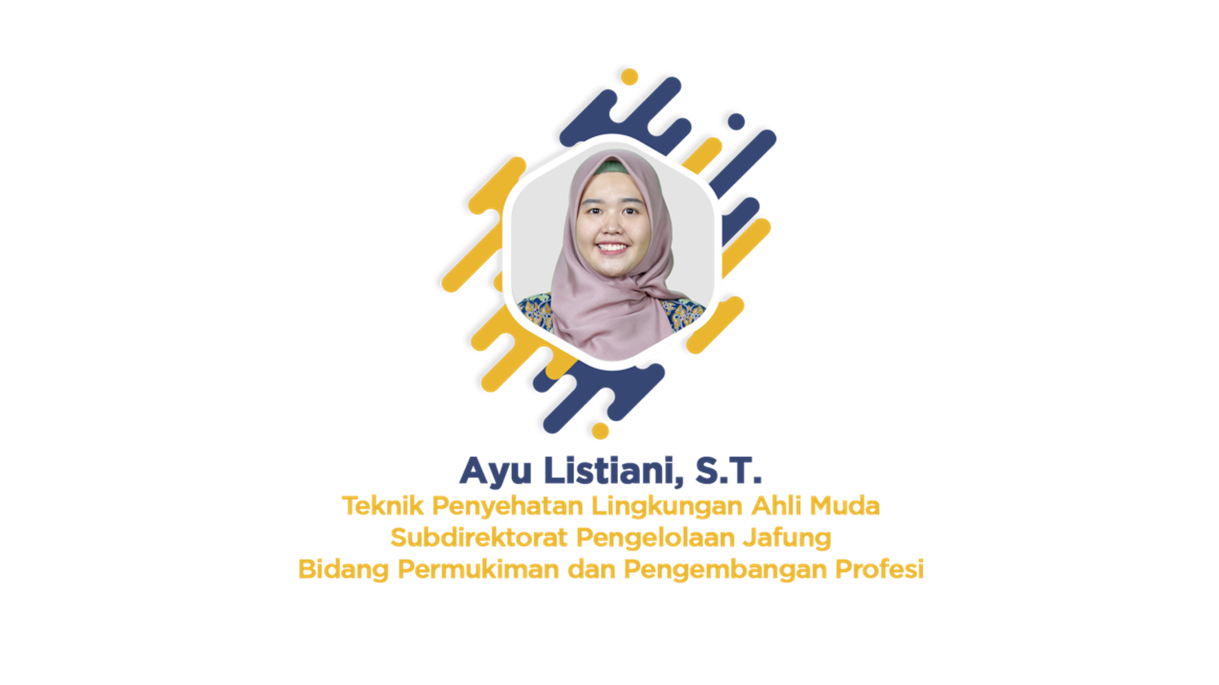 Ayu Listiani, S.T.
Teknik Penyehatan Lingkungan Ahli Muda
Subdirektorat Pengelolaan Jafung
Bidang Permukiman dan Pengembangan Profesi